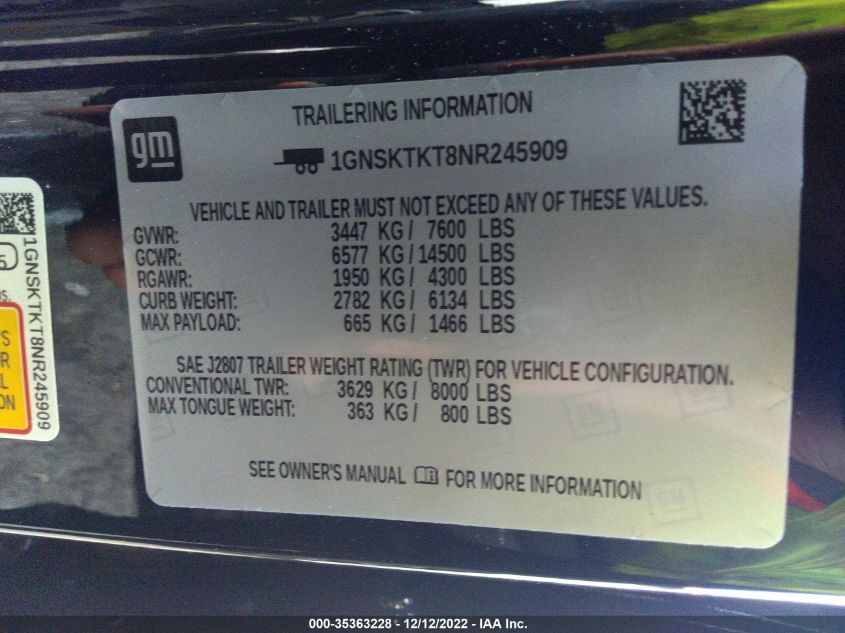 TRAILERING INFORMATION
gm
1GNSKTKT8NR245909
VEHICLE AND TRAILER MUST NOT EXCEED ANY OF THESE VALUES.
GVWR: 3447 KG/ 7600 LBS
GCWR: 6577 KG/14500 LBS
RGAWR: 1950 KG/ 4300 LBS
CURB WEIGHT: 2782 KG/ 6134 LBS
MAX PAYLOAD: 665 KG/ 1466 LBS
SAE J2807 TRAILER WEIGHT RATING (TWR) FOR VEHICLE CONFIGURATION.
CONVENTIONAL TWR: 3629 KG/ 8000 LBS
MAX TONGUE WEIGHT: 363 KG/ 800 LBS
SEE OWNER'S MANUAL FOR MORE INFORMATION
GM
GM
1GNSKTKT8NR245909
000-35363228 - 12/12/2022 - IAA Inc.